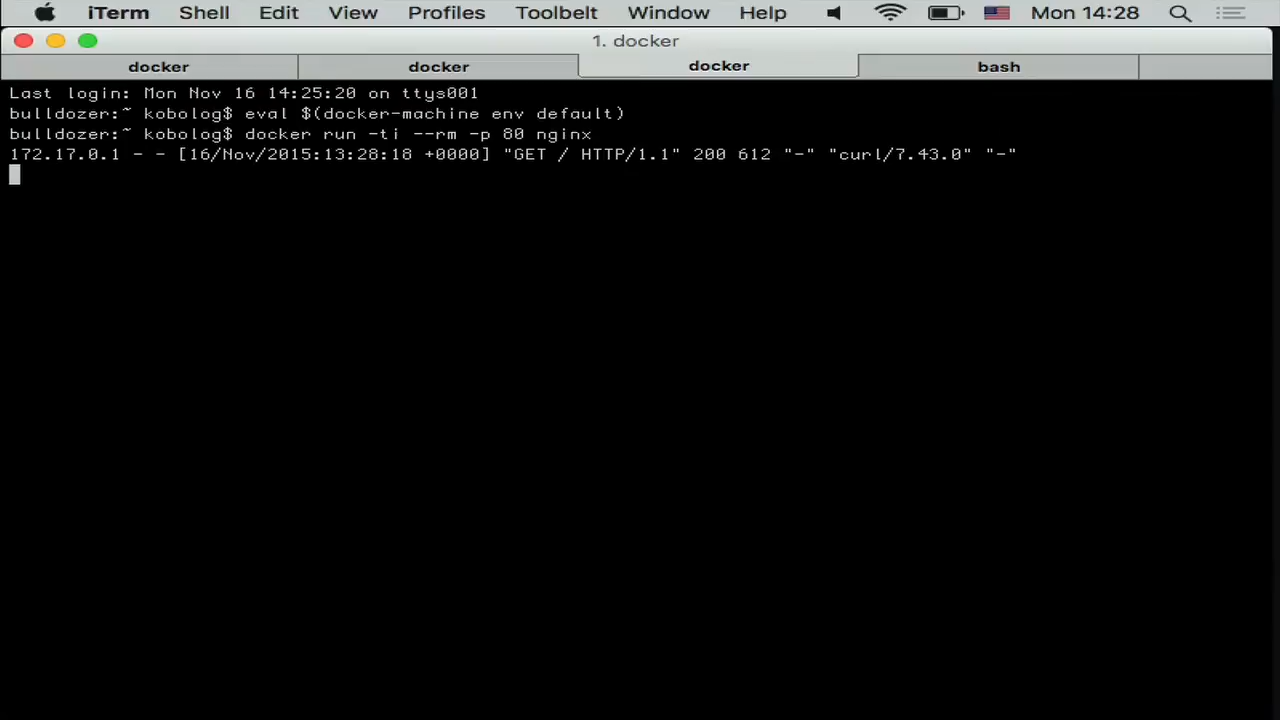 iTerm Shell Edit View Profiles Toolbelt Window Help Mon 14:28
1. docker
docker docker docker bash
Last login: Mon Nov 16 14:25:20 on ttys001
bulldozer:~ kobolog$ eval $(docker-machine env default)
bulldozer:~ kobolog$ docker run -ti --rm -p 80 nginx
172.17.0.1 - - [16/Nov/2015:13:28:18 +0000] "GET / HTTP/1.1" 200 612 "-" "curl/7.43.0" "-"